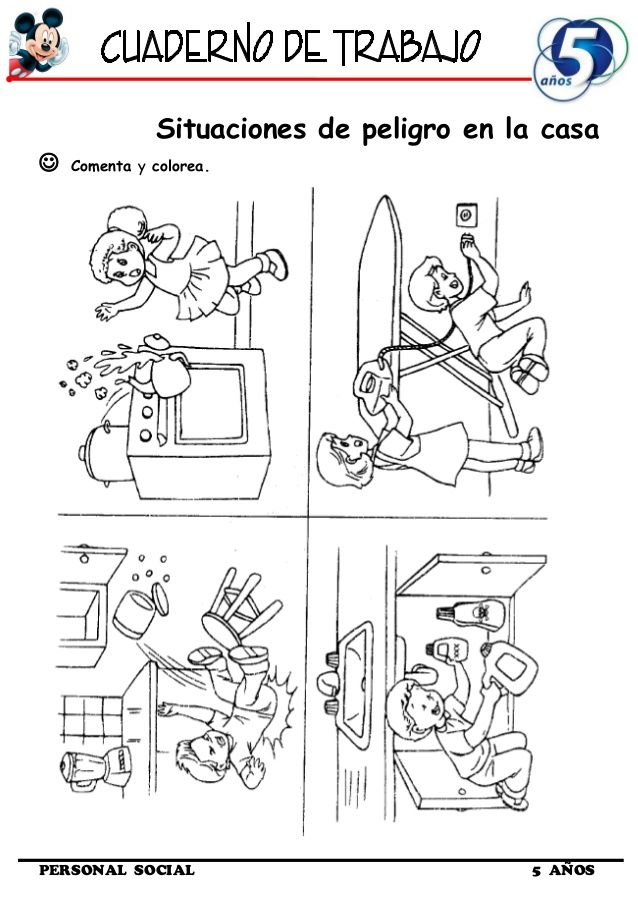 CUADERNO DE TRABAJO
5
años
Situaciones de peligro en la casa
Comenta y colorea.
PERSONAL SOCIAL
5 AÑOS